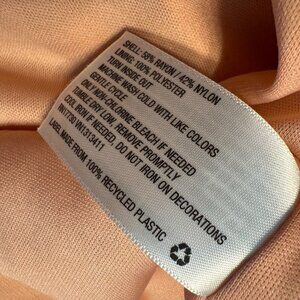 SHELL: 58% RAYON / 42% NYLON
LINING: 100% POLYESTER
TURN INSIDE OUT
MACHINE WASH COLD WITH LIKE COLORS
GENTLE CYCLE
ONLY NON-CHLORINE BLEACH IF NEEDED
TUMBLE DRY LOW, REMOVE PROMPTLY
COOL IRON IF NEEDED, DO NOT IRON ON DECORATIONS
LABEL MADE FROM 100% RECYCLED PLASTIC